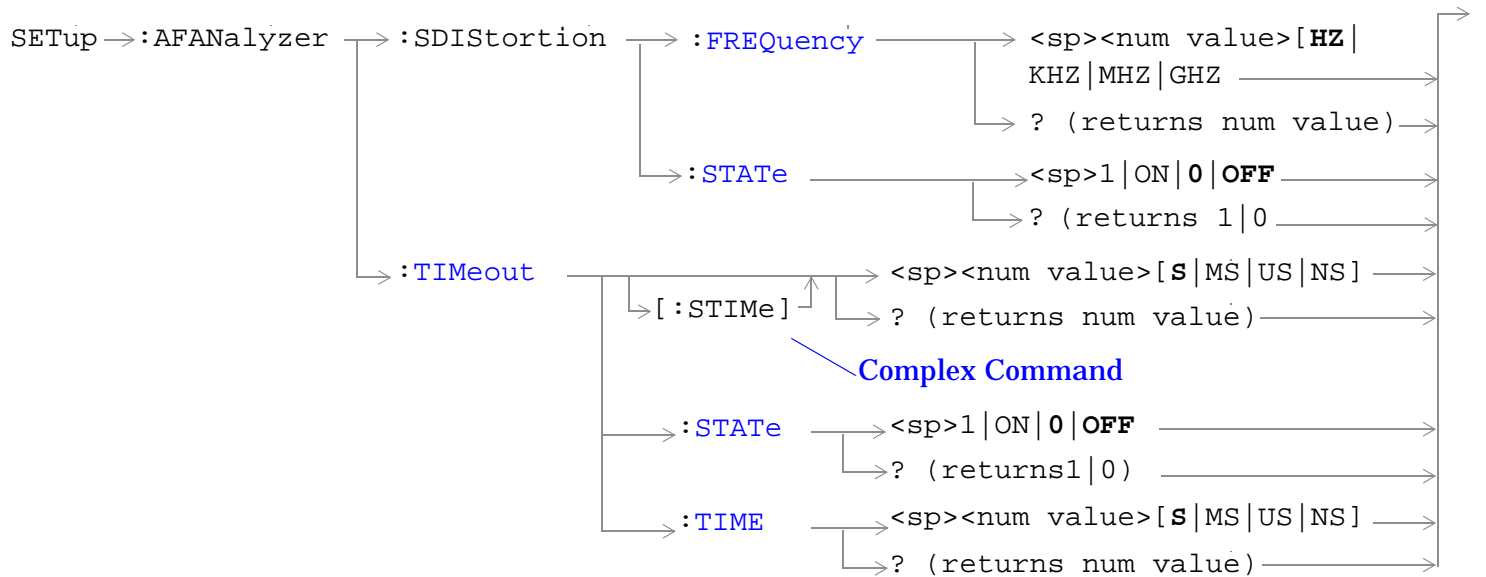 SETup :AFANalyzer :SDIStortion :FREQuency <sp><num value>[HZ|
KHZ|MHZ|GHZ
? (returns num value)
:STATe <sp>1|ON|0|OFF
? (returns 1|0
:TIMeout <sp><num value>[S|MS|US|NS]
[:STIMe]
? (returns num value)
Complex Command
:STATe <sp>1|ON|0|OFF
? (returns1|0)
:TIME <sp><num value>[S|MS|US|NS]
? (returns num value)